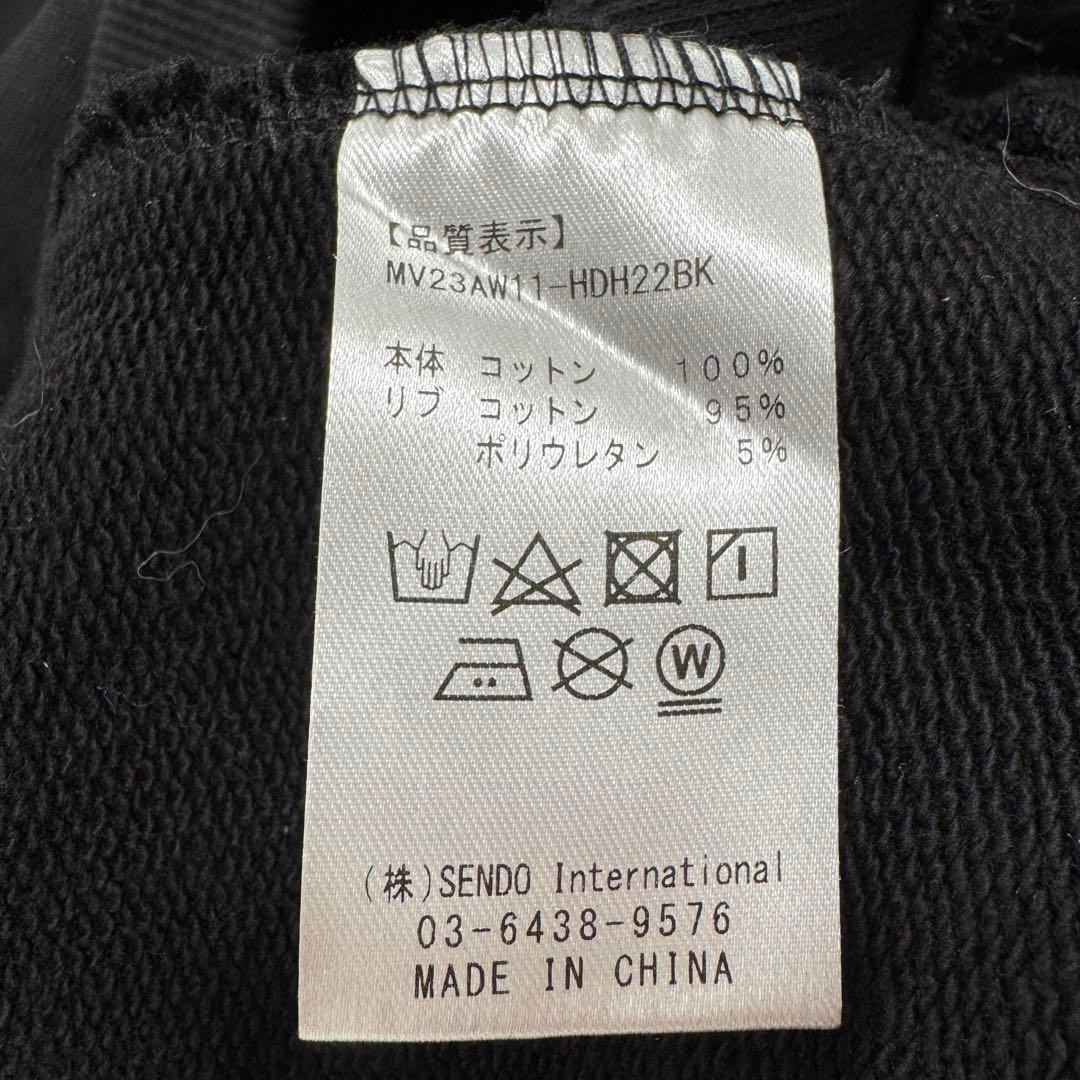 【品質表示】
MV23AW11-HDH22BK
本体 コットン 100%
リブ コットン 95%
ポリウレタン 5%
W
(株)SENDO International
03-6438-9576
MADE IN CHINA